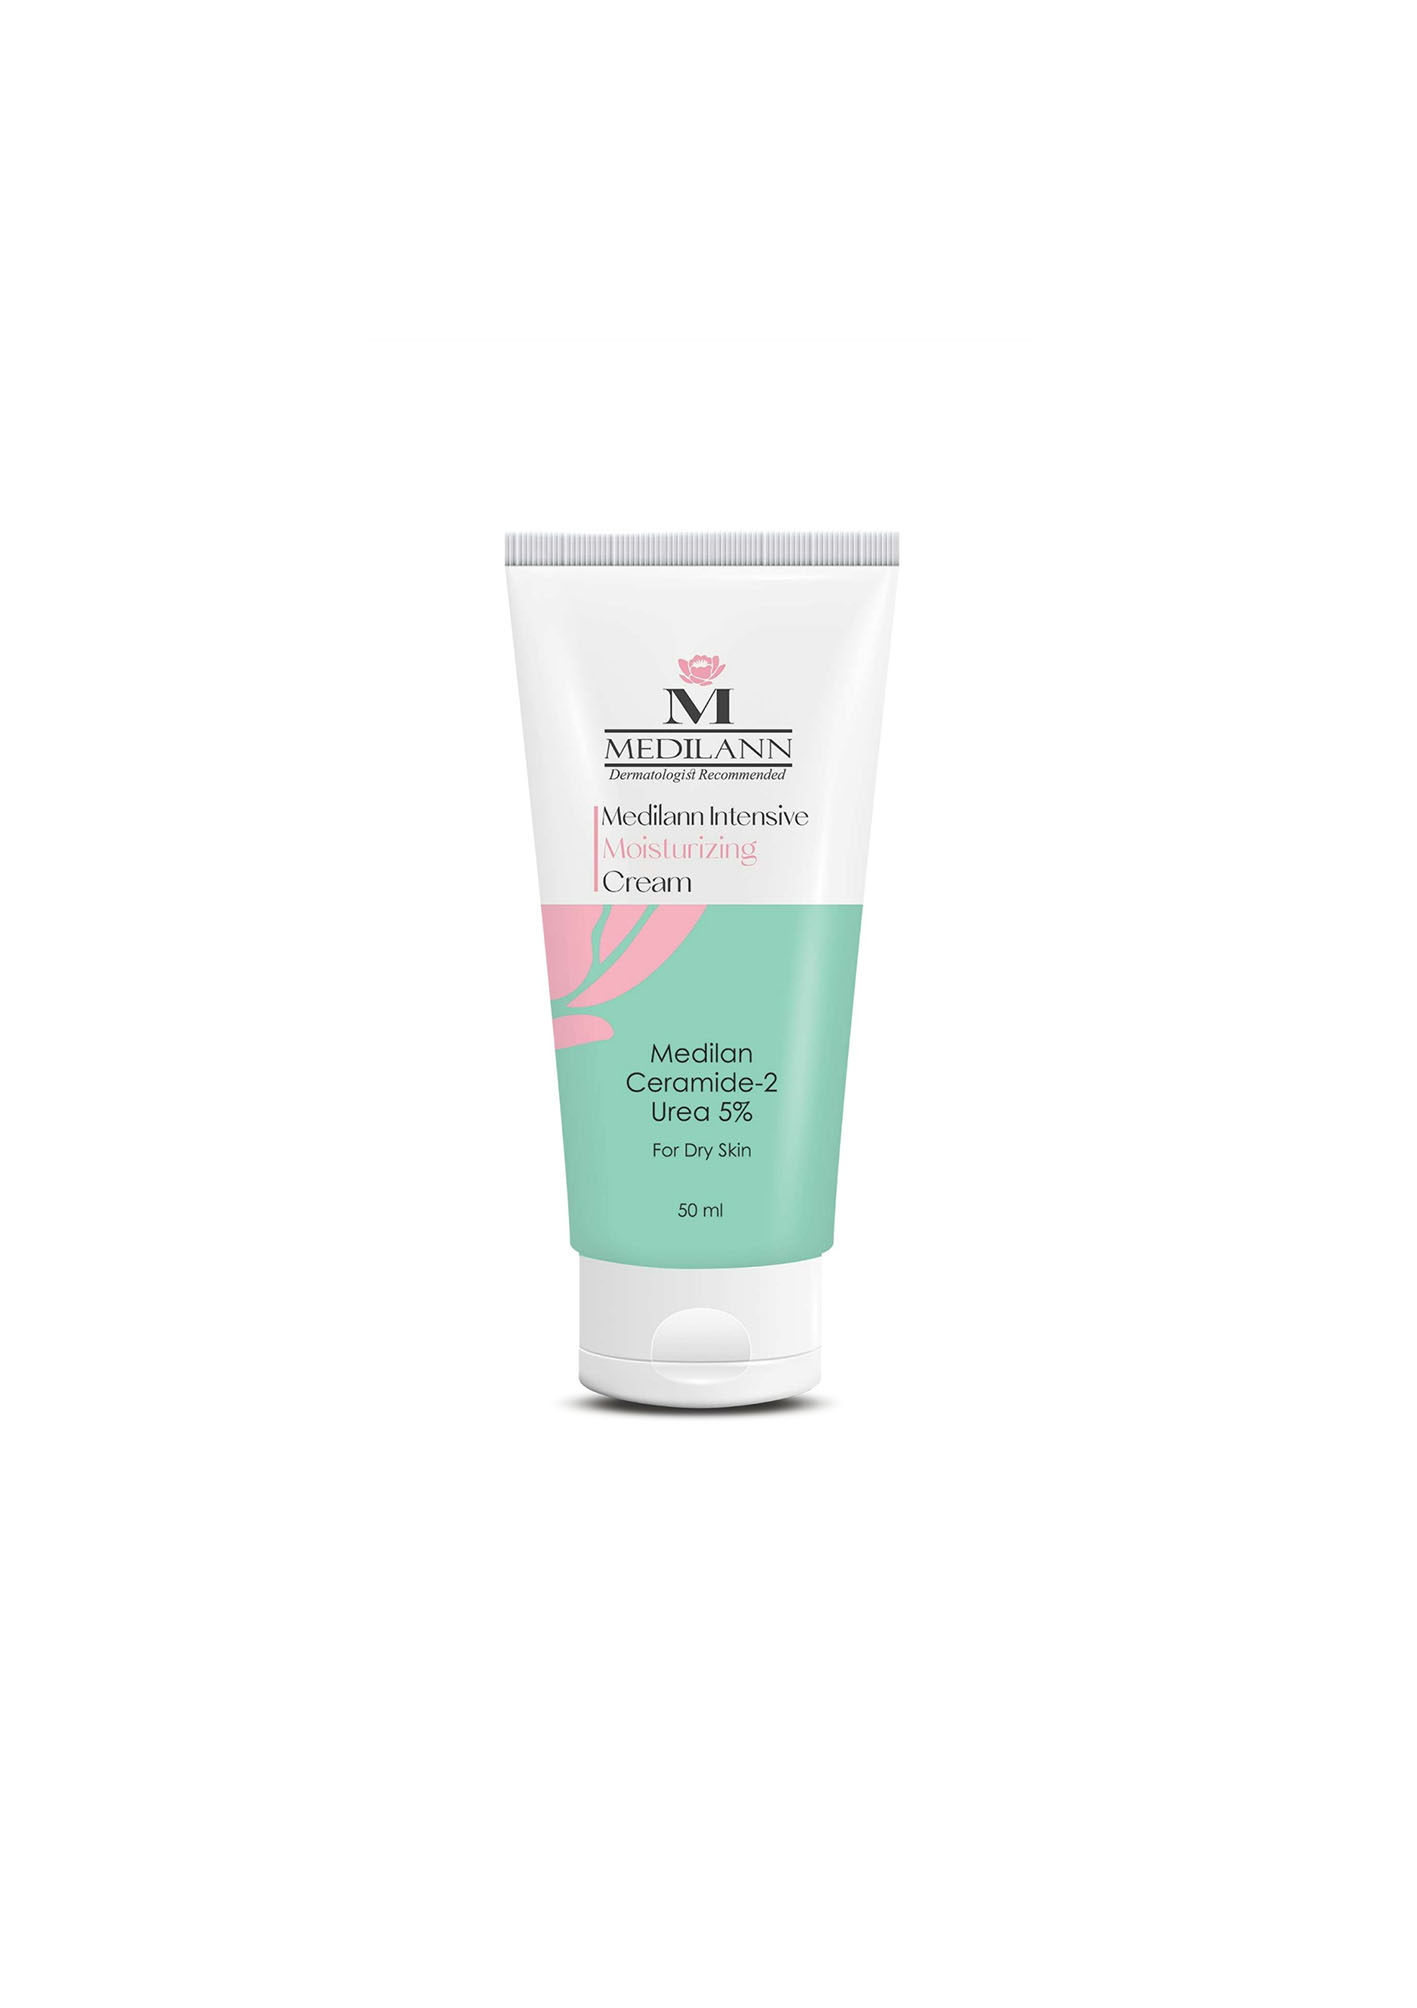 M
MEDILANN
Dermatologist Recommended
Medilann Intensive
Moisturizing
Cream
Medilan
Ceramide-2
Urea 5%
For Dry Skin
50 ml